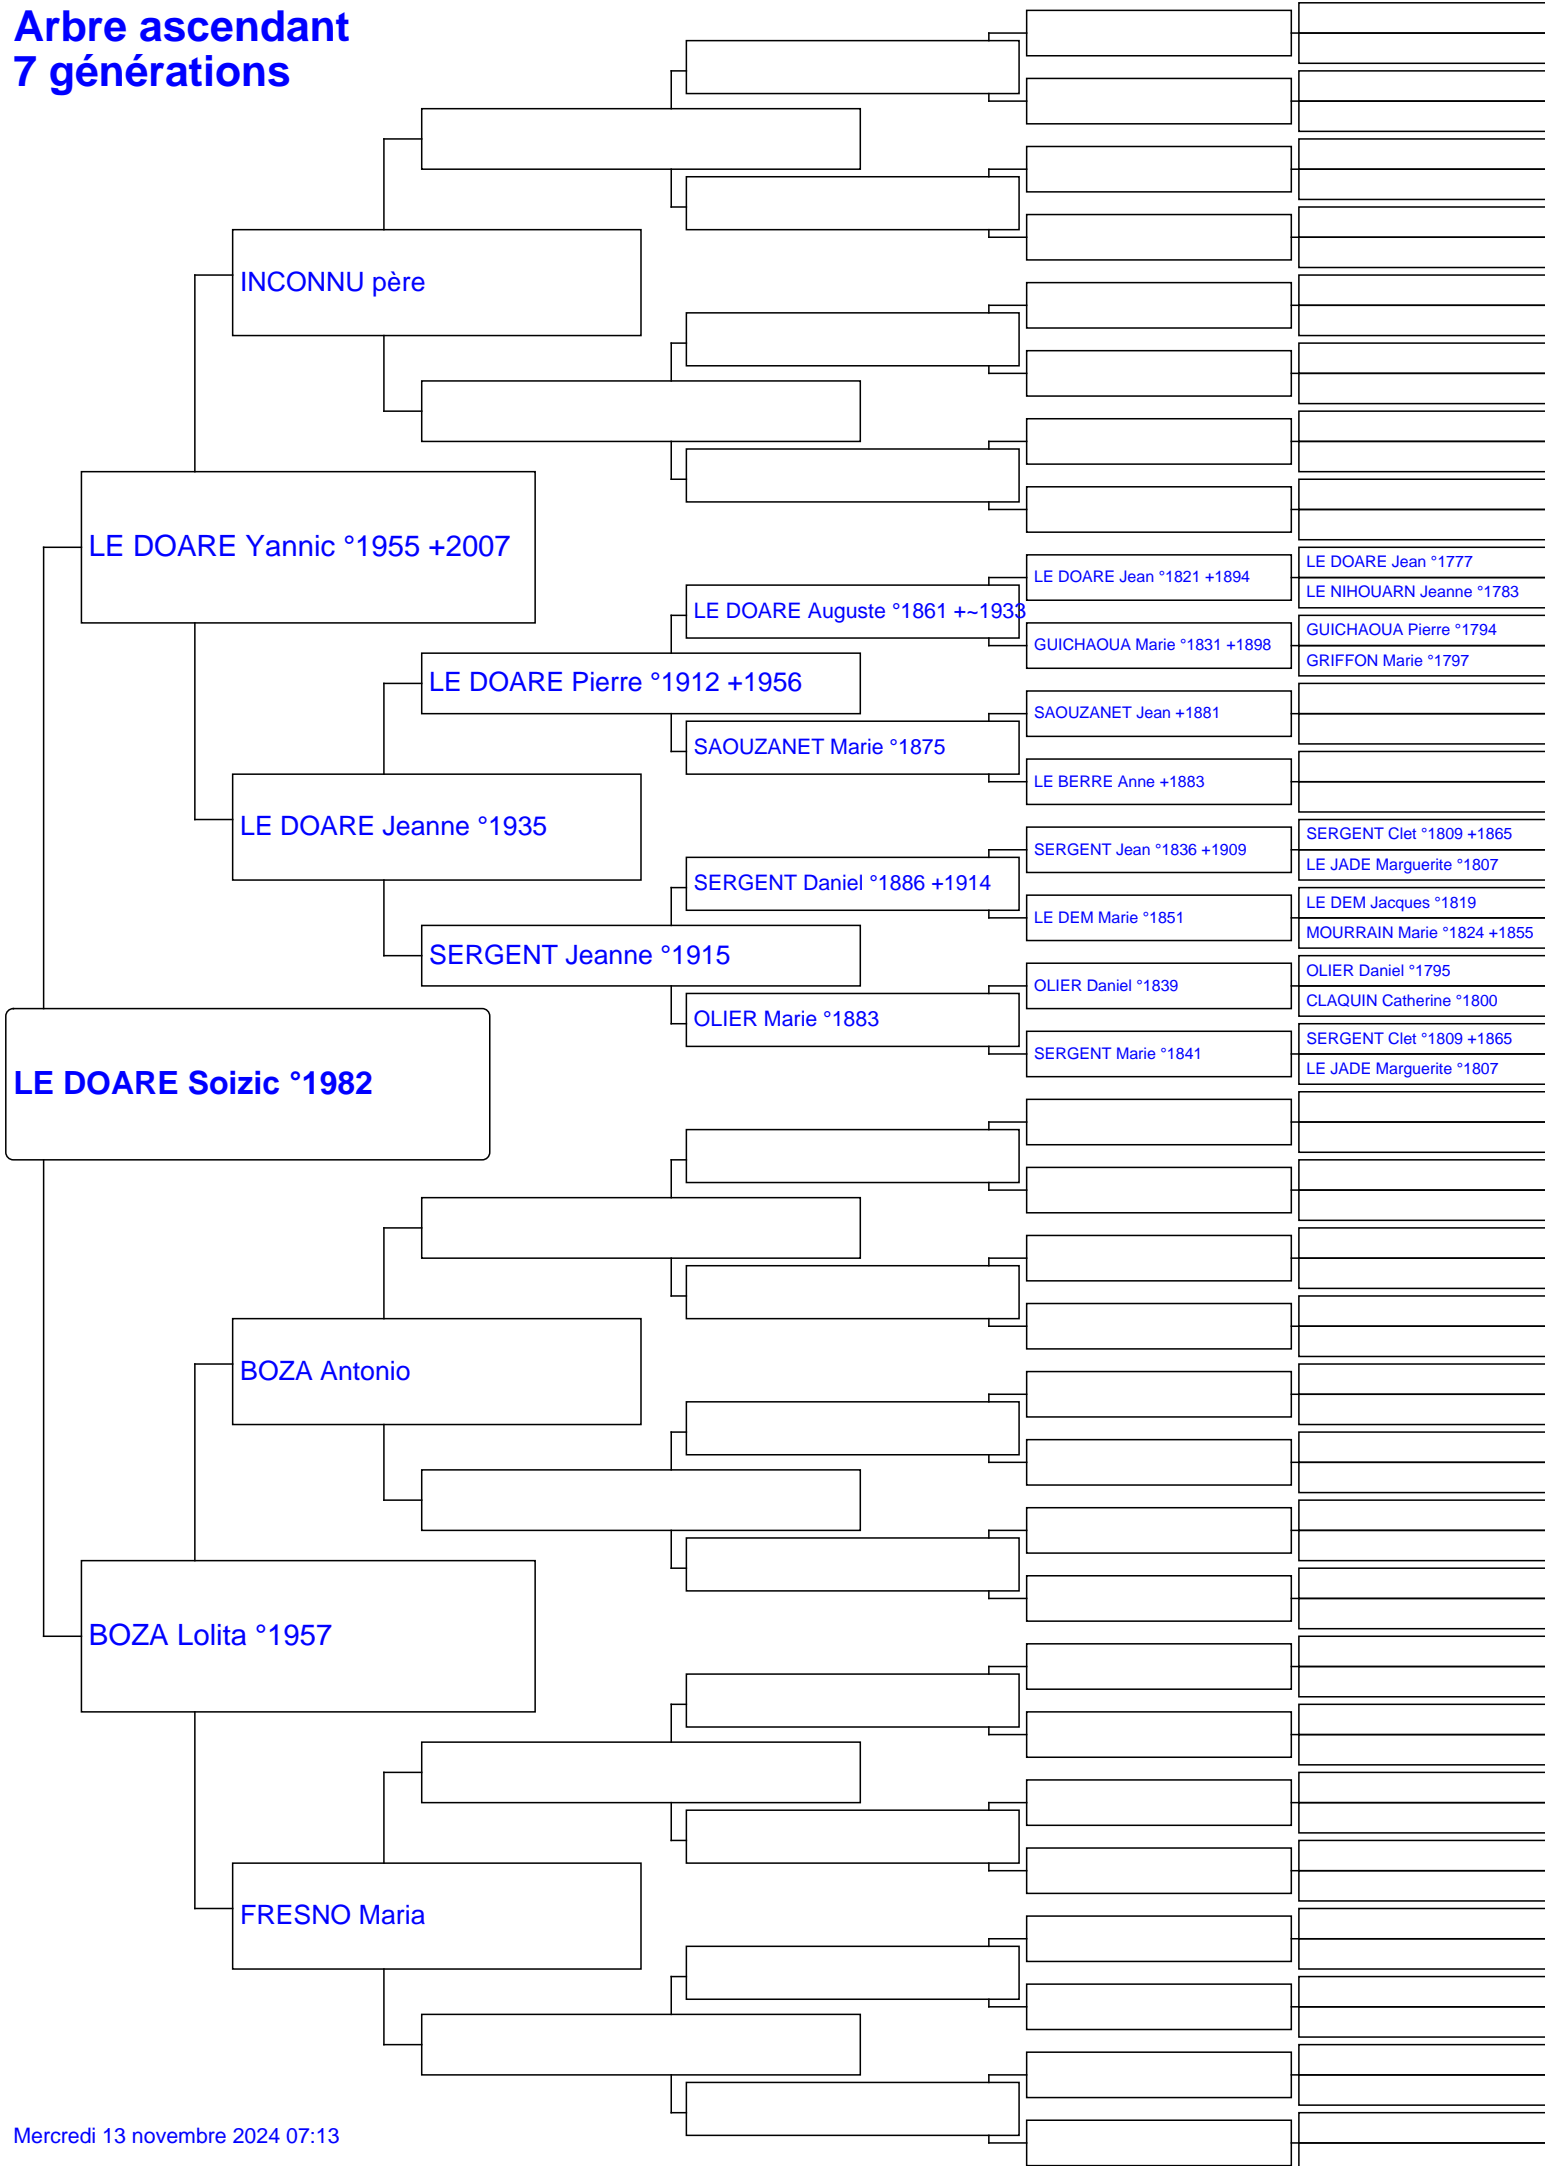 Arbre ascendant
7 générations
INCONNU père
LE DOARE Yannic °1955 +2007
LE DOARE Jean °1777
LE DOARE Jean °1821 +1894
LE NIHOUARN Jeanne °1783
LE DOARE Auguste °1861 +~1933
GUICHAOUA Pierre °1794
GUICHAOUA Marie °1831 +1898
GRIFFON Marie °1797
LE DOARE Pierre °1912 +1956
SAOUZANET Jean +1881
SAOUZANET Marie °1875
LE BERRE Anne +1883
LE DOARE Jeanne °1935
SERGENT Clet °1809 +1865
SERGENT Jean °1836 +1909
LE JADE Marguerite °1807
SERGENT Daniel °1886 +1914
LE DEM Jacques °1819
LE DEM Marie °1851
MOURRAIN Marie °1824 +1855
SERGENT Jeanne °1915
OLIER Daniel °1795
OLIER Daniel °1839
CLAQUIN Catherine °1800
OLIER Marie °1883
SERGENT Clet °1809 +1865
SERGENT Marie °1841
LE JADE Marguerite °1807
LE DOARE Soizic °1982
BOZA Antonio
BOZA Lolita °1957
FRESNO Maria
Mercredi 13 novembre 2024 07:13